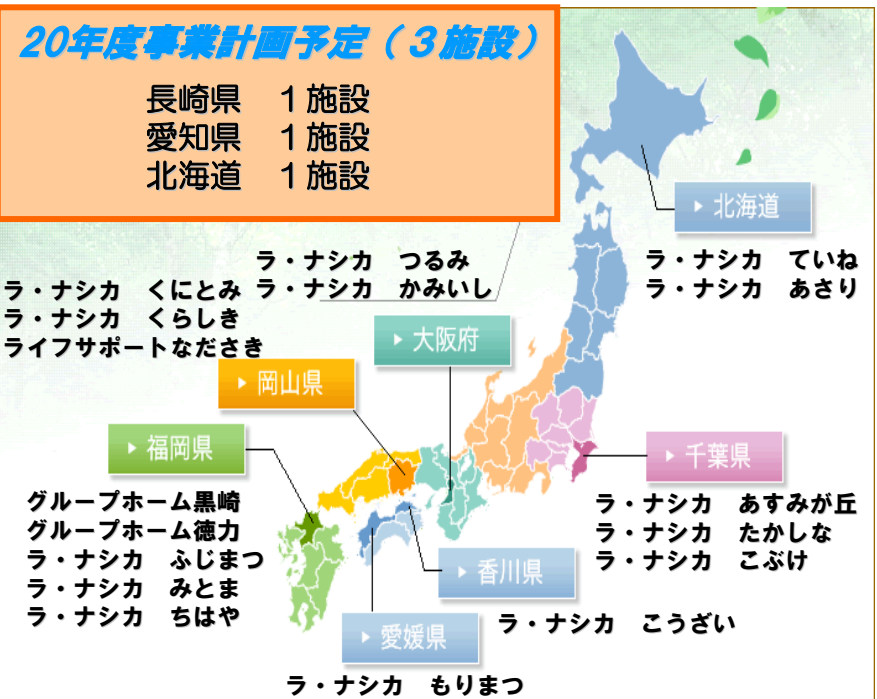 20年度事業計画予定（３施設）
長崎県　１施設
愛知県　１施設
北海道　１施設
北海道
ラ・ナシカ　ていね
ラ・ナシカ　あさり
ラ・ナシカ　つるみ
ラ・ナシカ　かみいし
大阪府
ラ・ナシカ　くにとみ
ラ・ナシカ　くらしき
ライフサポートなださき
岡山県
福岡県
グループホーム黒崎
グループホーム徳力
ラ・ナシカ　ふじまつ
ラ・ナシカ　みとま
ラ・ナシカ　ちはや
千葉県
ラ・ナシカ　あすみが丘
ラ・ナシカ　たかしな
ラ・ナシカ　こぶけ
香川県
ラ・ナシカ　こうざい
愛媛県
ラ・ナシカ　もりまつ